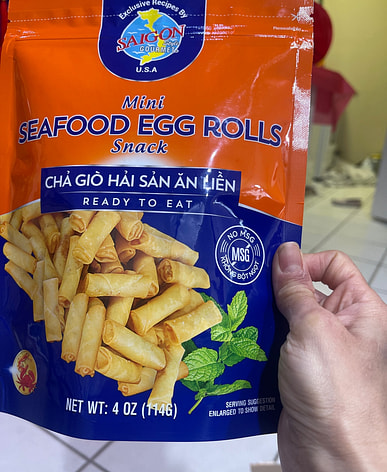 Exclusive Recipes By
SAIGON
GOURMET
U.S.A
Mini
SEAFOOD EGG ROLLS
Snack
CHẢ GIÒ HẢI SẢN ĂN LIỀN
READY TO EAT
NO MSG
MSG
KHÔNG BỘT NGỌT
NET WT: 4 OZ (114G)
SERVING SUGGESTION
ENLARGED TO SHOW DETAIL